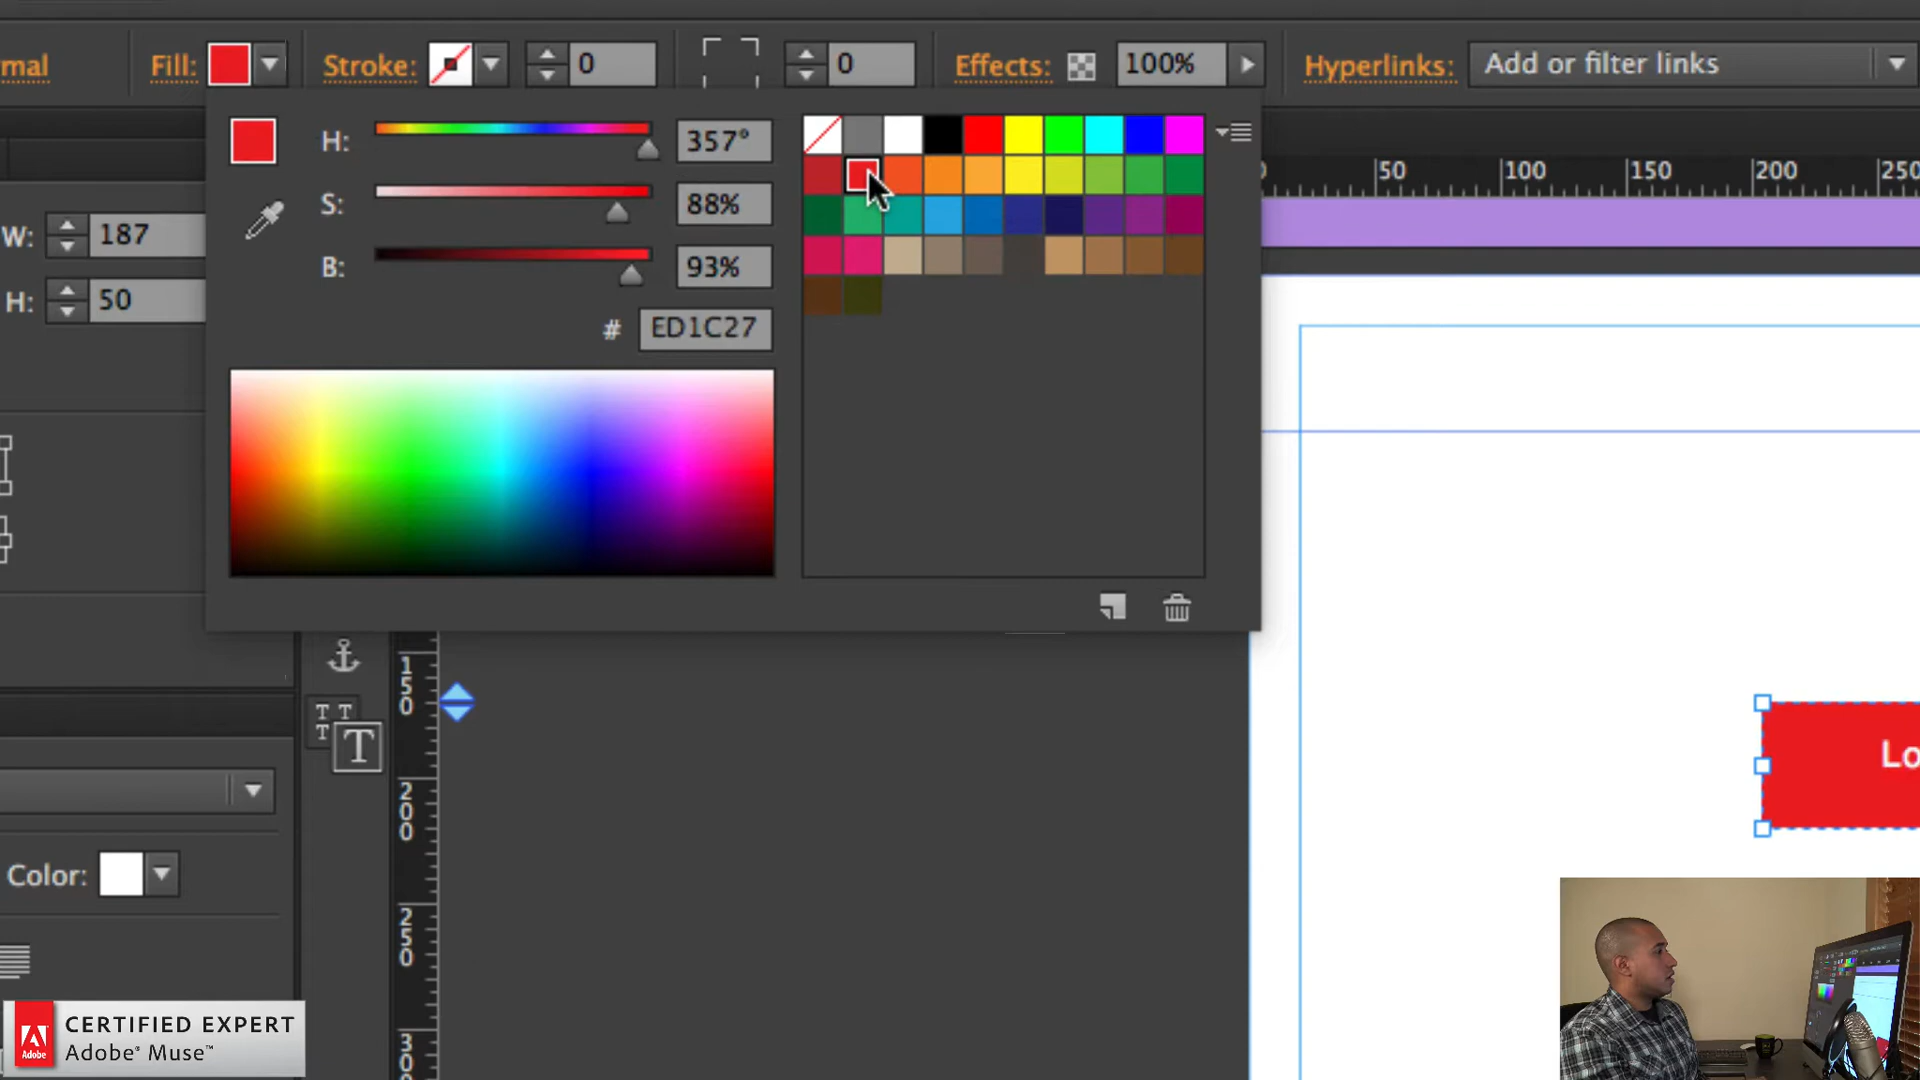 mal Fill: Stroke: 0 0 Effects: 100% Hyperlinks: Add or filter links
H: 357°
S: 88%
B: 93%
# ED1C27
W: 187
H: 50
50 100 150 200 250
150
200
250
30
T T
T T
Lo
Color:
CERTIFIED EXPERT
Adobe® Muse™
Adobe